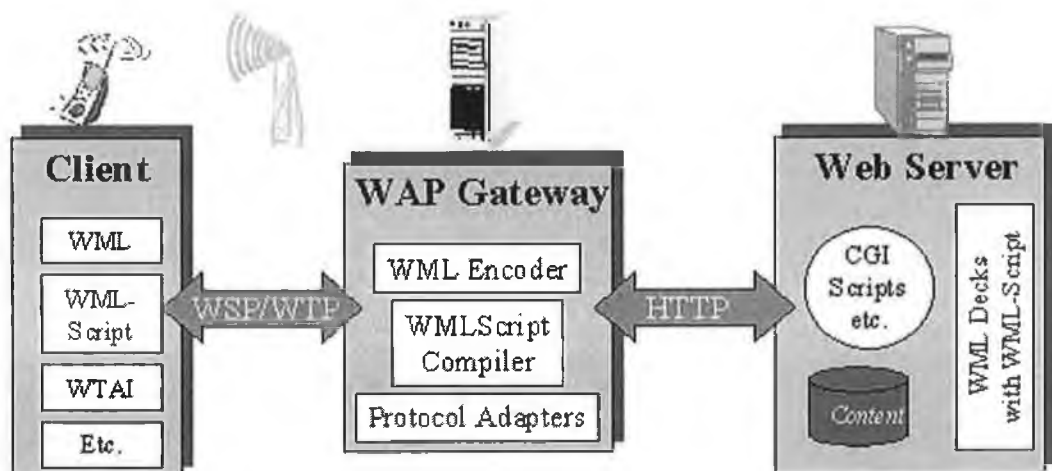 Client
WML
WML-
Script
WTAI
Etc.
WSP/WTP
WAP Gateway
WML Encoder
WMLScript
Compiler
Protocol Adapters
HTTP
Web Server
CGI
Scripts
etc.
Content
WML Decks
with WML-Script